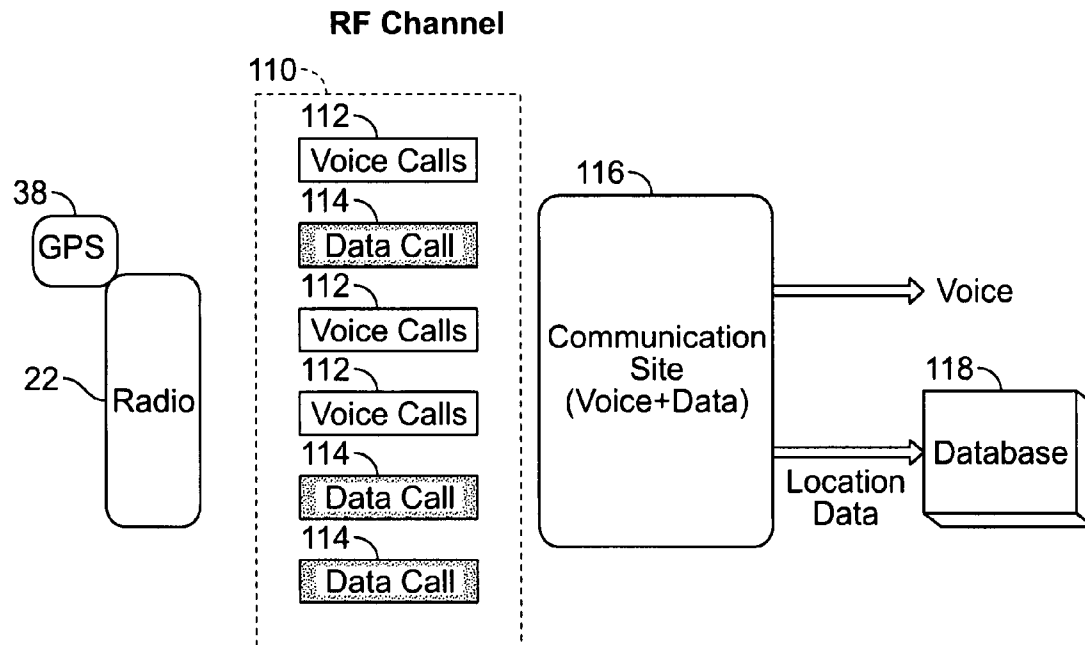 RF Channel
110
112
Voice Calls
114
Data Call
112
Voice Calls
112
Voice Calls
114
Data Call
114
Data Call
38
GPS
22
Radio
116
Communication
Site
(Voice+Data)
Voice
Location
Data
118
Database